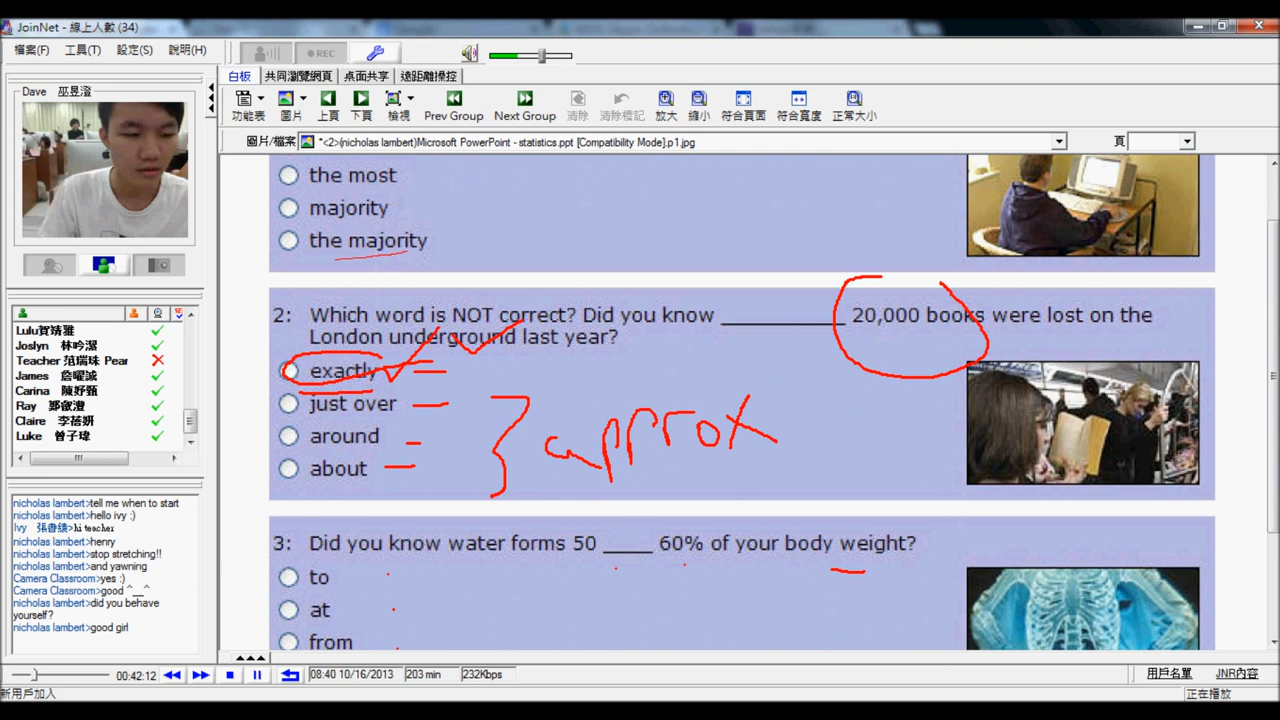 JoinNet - 線上人數 (34)
檔案(F) 工具(T) 設定(S) 說明(H)
REC
Dave 巫昱澄
白板 共同瀏覽網頁 桌面共享 遠距離操控
功能表 圖片 上頁 下頁 檢視 Prev Group Next Group 清除 清除標記 放大 縮小 符合頁面 符合寬度 正常大小
圖片/檔案 *<2>(nicholas lambert)Microsoft PowerPoint - statistics.ppt [Compatibility Mode].p1.jpg 頁
the most
majority
the majority
2: Which word is NOT correct? Did you know __________ 20,000 books were lost on the
London underground last year?
exactly
just over
around
about
approx
3: Did you know water forms 50 ____ 60% of your body weight?
to
at
from
Lulu賀婧雅
Joslyn 林吟潔
Teacher 范瑞珠 Pear
James 詹曜誠
Carina 陳妤甄
Ray 鄭叡澧
Claire 李蓓妍
Luke 曾子瑋
nicholas lambert>tell me when to start
nicholas lambert>hello ivy :)
Ivy 張書綾>hi teacher
nicholas lambert>henry
nicholas lambert>stop stretching!!
nicholas lambert>and yawning
Camera Classroom>yes :)
Camera Classroom>good ^__^
nicholas lambert>did you behave
yourself?
nicholas lambert>good girl
00:42:12 08:40 10/16/2013 203 min 232Kbps 用戶名單 JNR內容
新用戶加入 正在播放